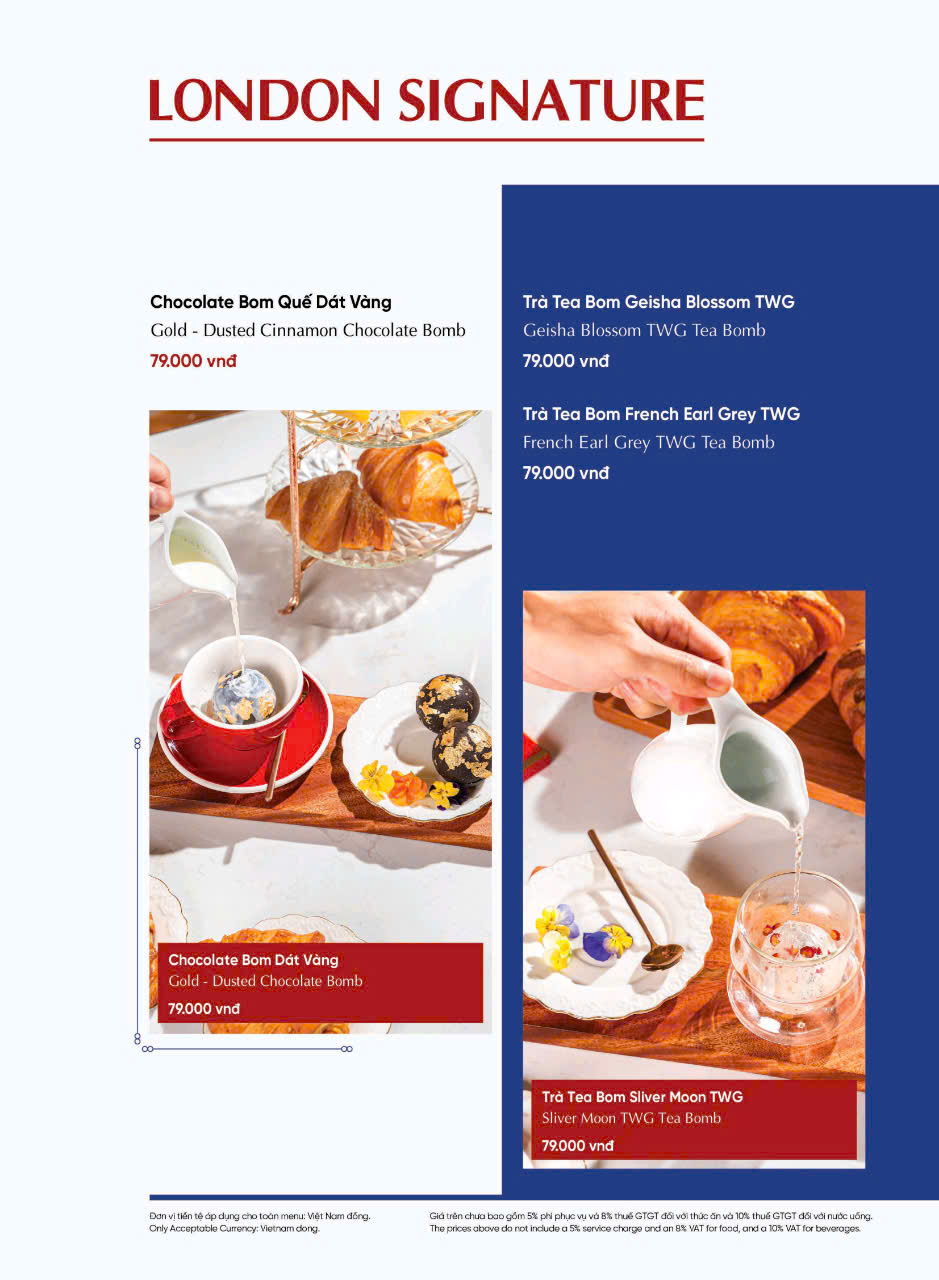 LONDON SIGNATURE
Chocolate Bom Quế Dát Vàng
Gold - Dusted Cinnamon Chocolate Bomb
79.000 vnđ
Chocolate Bom Dát Vàng
Gold - Dusted Chocolate Bomb
79.000 vnđ
Trà Tea Bom Geisha Blossom TWG
Geisha Blossom TWG Tea Bomb
79.000 vnđ
Trà Tea Bom French Earl Grey TWG
French Earl Grey TWG Tea Bomb
79.000 vnđ
Trà Tea Bom Sliver Moon TWG
Sliver Moon TWG Tea Bomb
79.000 vnđ
Đơn vị tiền tệ áp dụng cho toàn menu: Việt Nam đồng.
Only Acceptable Currency: Vietnam dong.
Giá trên chưa bao gồm 5% phí phục vụ và 8% thuế GTGT đối với thức ăn và 10% thuế GTGT đối với nước uống.
The prices above do not include a 5% service charge and an 8% VAT for food, and a 10% VAT for beverages.